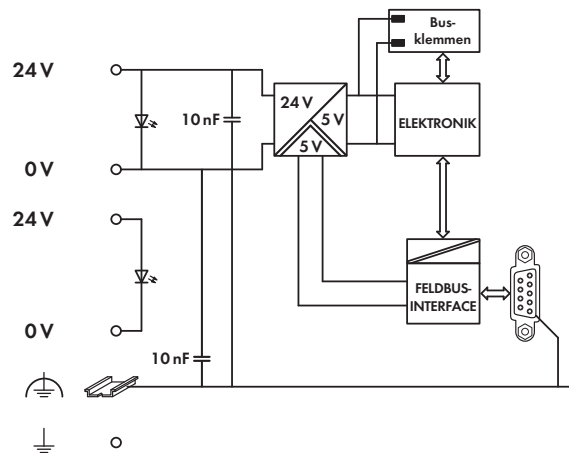 Bus-
klemmen
24 V
10 nF
24 V
5 V
5 V
ELEKTRONIK
0 V
24 V
FELDBUS-
INTERFACE
0 V
10 nF